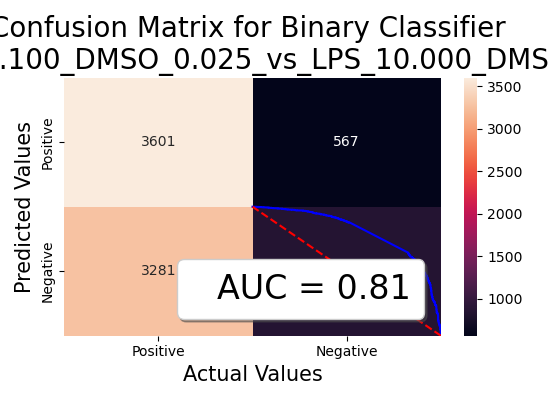 Confusion Matrix for Binary Classifier
.100_DMSO_0.025_vs_LPS_10.000_DMS
Predicted Values
Positive
Negative
3601
567
3281
AUC = 0.81
Positive
Negative
Actual Values
3500
3000
2500
2000
1500
1000